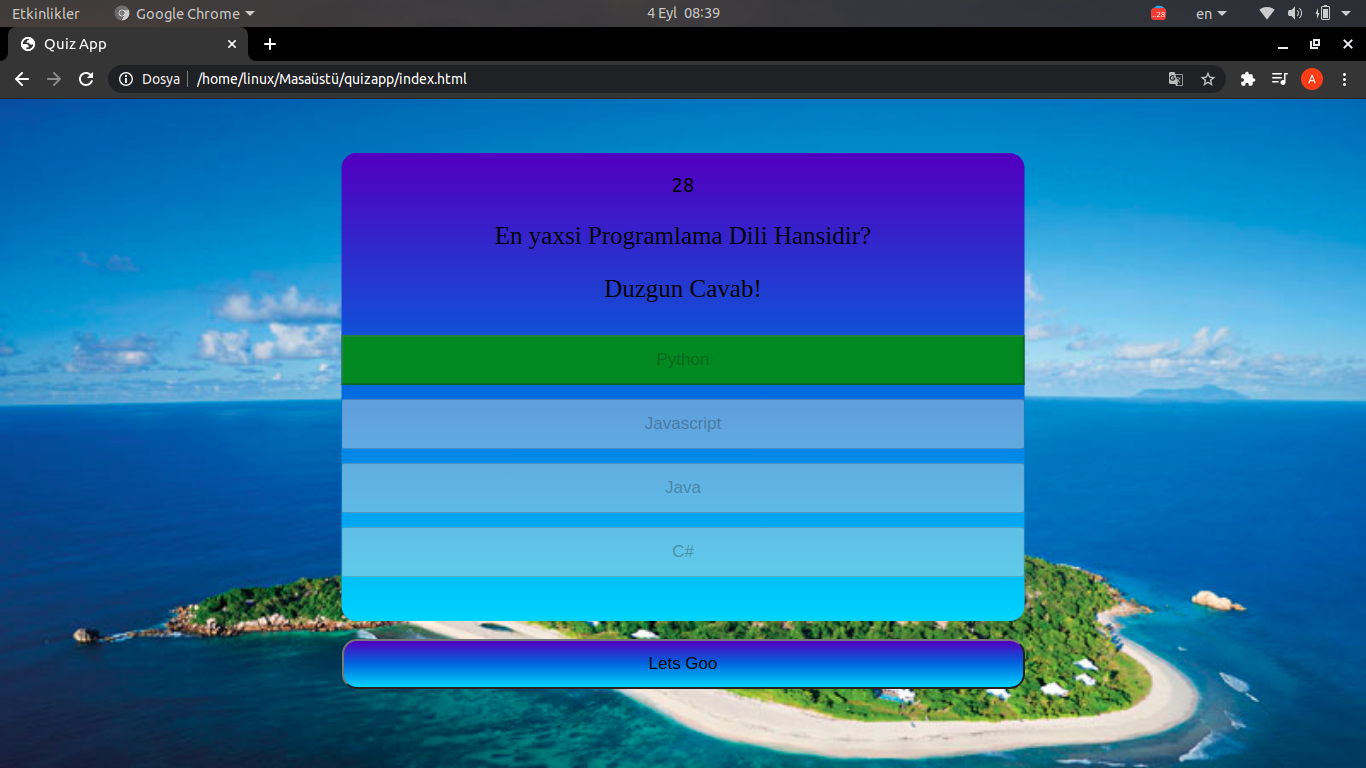 Etkinlikler Google Chrome 4 Eyl 08:39 en
Quiz App
Dosya /home/linux/Masaüstü/quizapp/index.html A
28
En yaxsi Programlama Dili Hansidir?
Duzgun Cavab!
Python
Javascript
Java
C#
Lets Goo